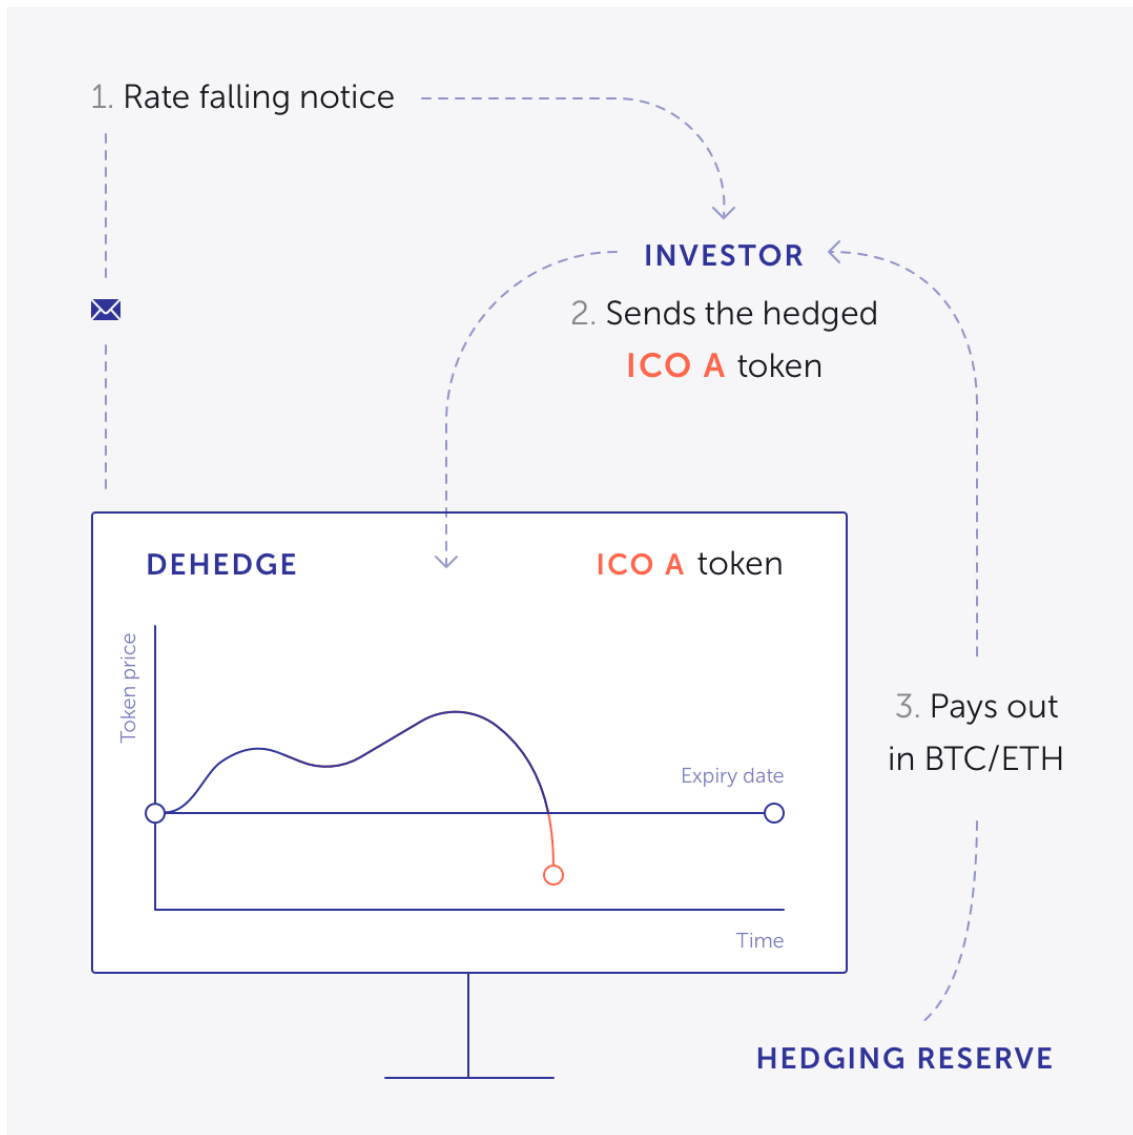 1. Rate falling notice
INVESTOR
2. Sends the hedged
ICO A token
DEHEDGE
ICO A token
Token price
Expiry date
Time
3. Pays out
in BTC/ETH
HEDGING RESERVE